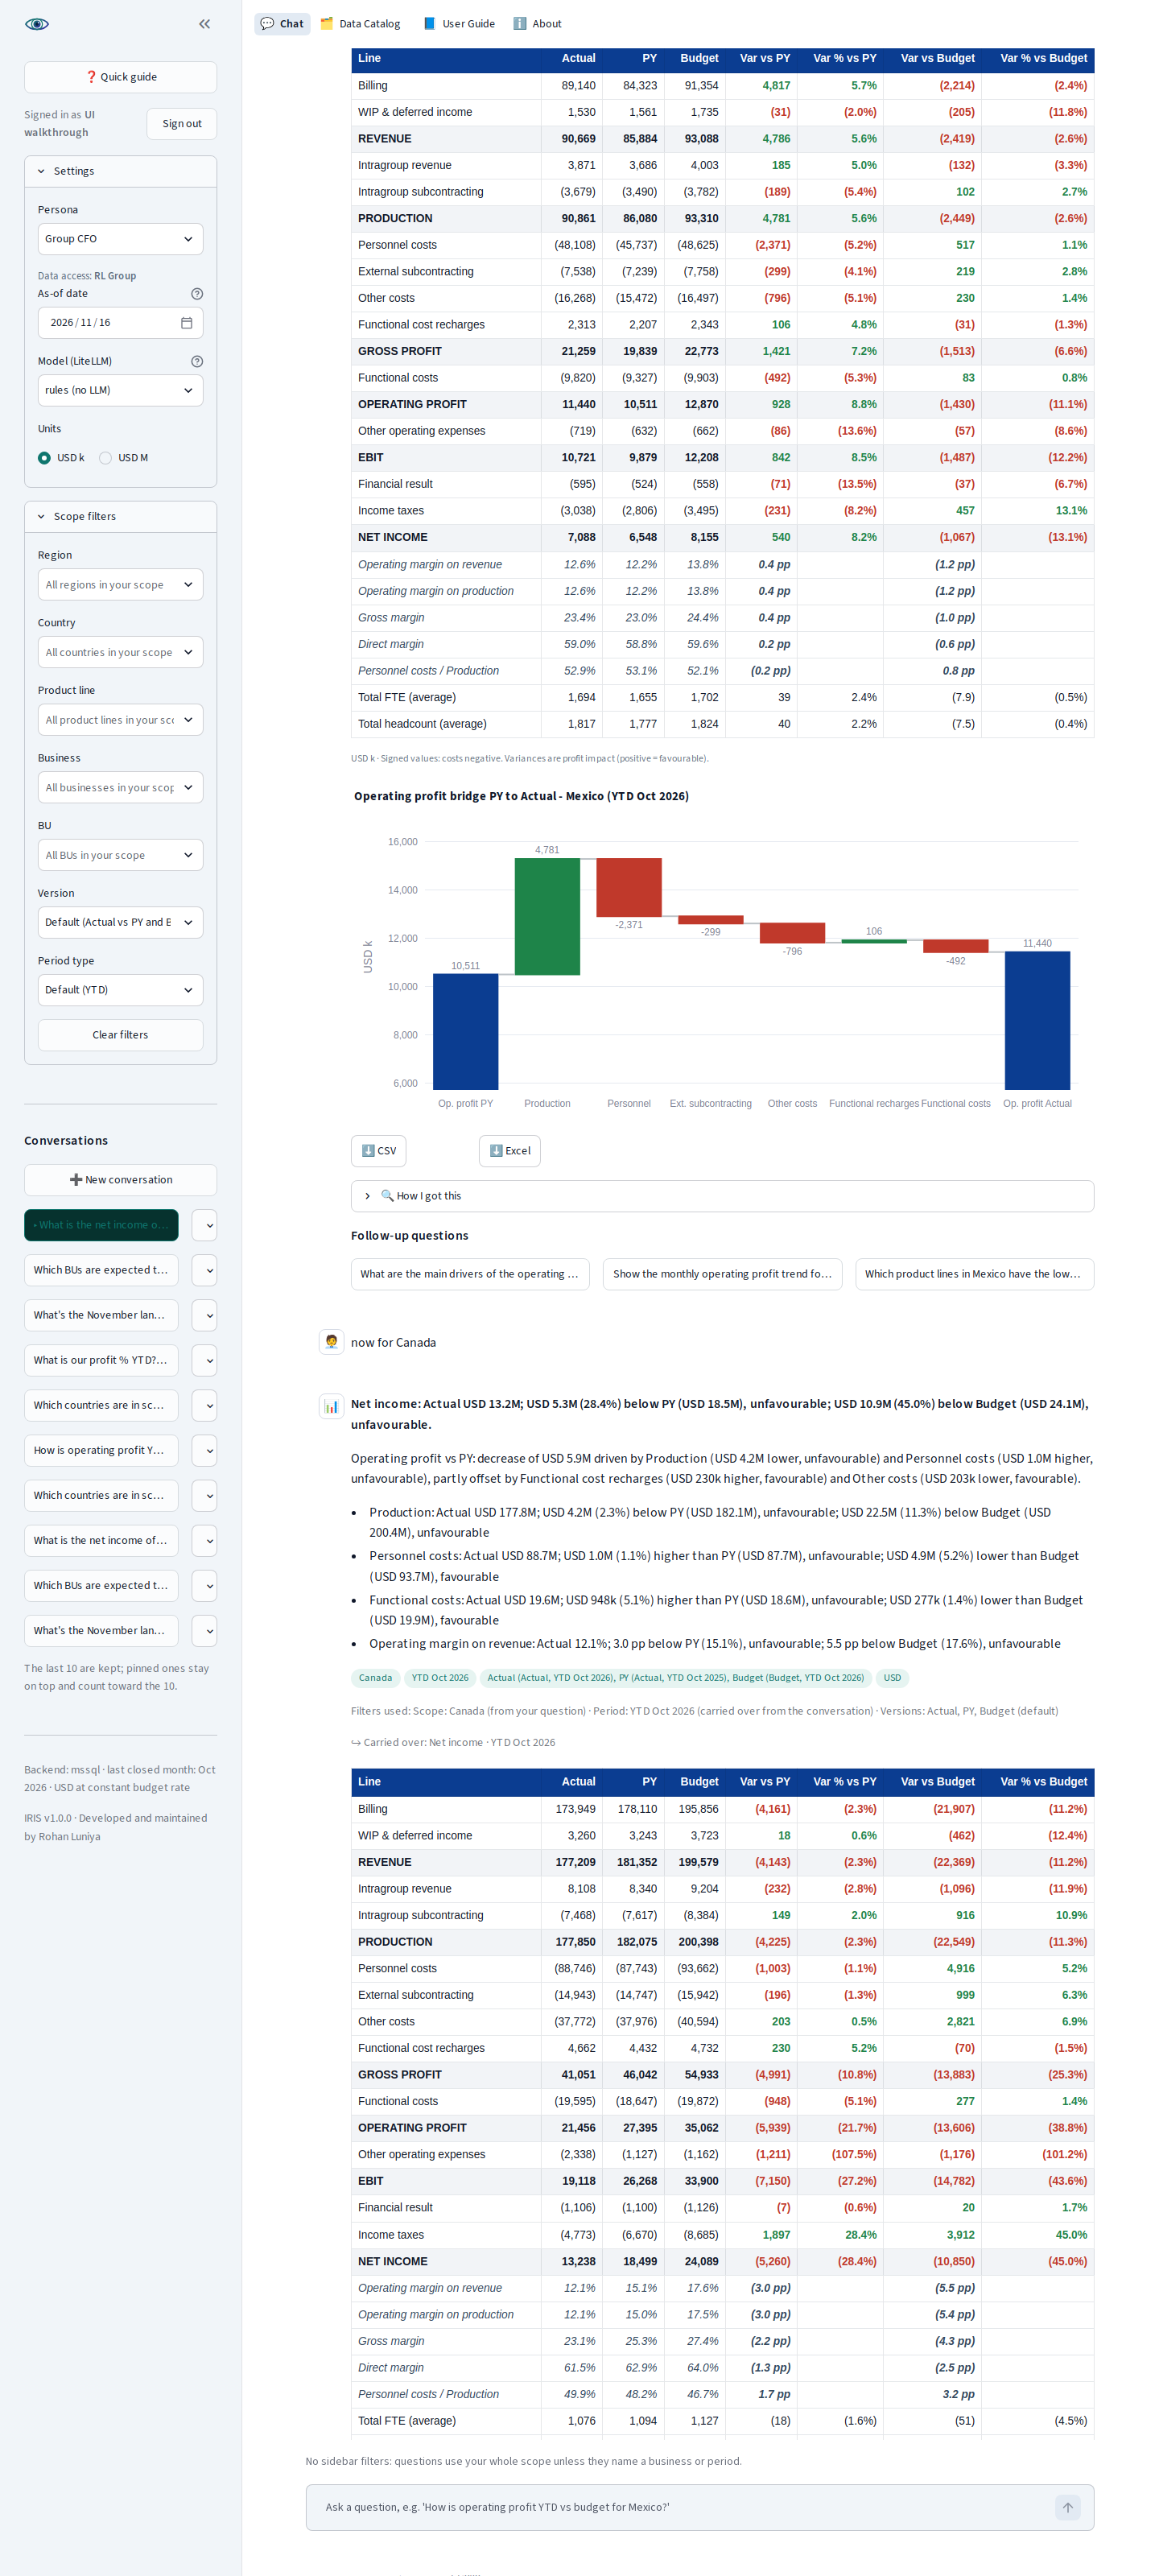 Quick guide
Signed in as UI
walkthrough
Sign out
Settings
Persona
Group CFO
Data access: RL Group
As-of date
2026 / 11 / 16
Model (LiteLLM)
rules (no LLM)
Units
USD k USD M
Scope filters
Region
All regions in your scope
Country
All countries in your scope
Product line
All product lines in your sco
Business
All businesses in your scop
BU
All BUs in your scope
Version
Default (Actual vs PY and B
Period type
Default (YTD)
Clear filters
Conversations
New conversation
• What is the net income o…
Which BUs are expected t…
What's the November lan…
What is our profit % YTD?…
Which countries are in sc…
How is operating profit Y…
Which countries are in sc…
What is the net income of…
Which BUs are expected t…
What's the November lan…
The last 10 are kept; pinned ones stay
on top and count toward the 10.
Backend: mssql · last closed month: Oct
2026 · USD at constant budget rate
IRIS v1.0.0 · Developed and maintained
by Rohan Luniya
Chat Data Catalog User Guide About
Line Actual PY Budget Var vs PY Var % vs PY Var vs Budget Var % vs Budget
Billing 89,140 84,323 91,354 4,817 5.7% (2,214) (2.4%)
WIP & deferred income 1,530 1,561 1,735 (31) (2.0%) (205) (11.8%)
REVENUE 90,669 85,884 93,088 4,786 5.6% (2,419) (2.6%)
Intragroup revenue 3,871 3,686 4,003 185 5.0% (132) (3.3%)
Intragroup subcontracting (3,679) (3,490) (3,782) (189) (5.4%) 102 2.7%
PRODUCTION 90,861 86,080 93,310 4,781 5.6% (2,449) (2.6%)
Personnel costs (48,108) (45,737) (48,625) (2,371) (5.2%) 517 1.1%
External subcontracting (7,538) (7,239) (7,758) (299) (4.1%) 219 2.8%
Other costs (16,268) (15,472) (16,497) (796) (5.1%) 230 1.4%
Functional cost recharges 2,313 2,207 2,343 106 4.8% (31) (1.3%)
GROSS PROFIT 21,259 19,839 22,773 1,421 7.2% (1,513) (6.6%)
Functional costs (9,820) (9,327) (9,903) (492) (5.3%) 83 0.8%
OPERATING PROFIT 11,440 10,511 12,870 928 8.8% (1,430) (11.1%)
Other operating expenses (719) (632) (662) (86) (13.6%) (57) (8.6%)
EBIT 10,721 9,879 12,208 842 8.5% (1,487) (12.2%)
Financial result (595) (524) (558) (71) (13.5%) (37) (6.7%)
Income taxes (3,038) (2,806) (3,495) (231) (8.2%) 457 13.1%
NET INCOME 7,088 6,548 8,155 540 8.2% (1,067) (13.1%)
Operating margin on revenue 12.6% 12.2% 13.8% 0.4 pp (1.2 pp)
Operating margin on production 12.6% 12.2% 13.8% 0.4 pp (1.2 pp)
Gross margin 23.4% 23.0% 24.4% 0.4 pp (1.0 pp)
Direct margin 59.0% 58.8% 59.6% 0.2 pp (0.6 pp)
Personnel costs / Production 52.9% 53.1% 52.1% (0.2 pp) 0.8 pp
Total FTE (average) 1,694 1,655 1,702 39 2.4% (7.9) (0.5%)
Total headcount (average) 1,817 1,777 1,824 40 2.2% (7.5) (0.4%)
USD k · Signed values: costs negative. Variances are profit impact (positive = favourable).
Operating profit bridge PY to Actual - Mexico (YTD Oct 2026)
USD k
16,000
14,000
12,000
10,000
8,000
6,000
10,511 4,781 -2,371 -299 -796 106 -492 11,440
Op. profit PY Production Personnel Ext. subcontracting Other costs Functional recharges Functional costs Op. profit Actual
CSV Excel
How I got this
Follow-up questions
What are the main drivers of the operating … Show the monthly operating profit trend fo… Which product lines in Mexico have the low…
now for Canada
Net income: Actual USD 13.2M; USD 5.3M (28.4%) below PY (USD 18.5M), unfavourable; USD 10.9M (45.0%) below Budget (USD 24.1M),
unfavourable.
Operating profit vs PY: decrease of USD 5.9M driven by Production (USD 4.2M lower, unfavourable) and Personnel costs (USD 1.0M higher,
unfavourable), partly offset by Functional cost recharges (USD 230k higher, favourable) and Other costs (USD 203k lower, favourable).
• Production: Actual USD 177.8M; USD 4.2M (2.3%) below PY (USD 182.1M), unfavourable; USD 22.5M (11.3%) below Budget (USD
200.4M), unfavourable
• Personnel costs: Actual USD 88.7M; USD 1.0M (1.1%) higher than PY (USD 87.7M), unfavourable; USD 4.9M (5.2%) lower than Budget
(USD 93.7M), favourable
• Functional costs: Actual USD 19.6M; USD 948k (5.1%) higher than PY (USD 18.6M), unfavourable; USD 277k (1.4%) lower than Budget
(USD 19.9M), favourable
• Operating margin on revenue: Actual 12.1%; 3.0 pp below PY (15.1%), unfavourable; 5.5 pp below Budget (17.6%), unfavourable
Canada YTD Oct 2026 Actual (Actual, YTD Oct 2026), PY (Actual, YTD Oct 2025), Budget (Budget, YTD Oct 2026) USD
Filters used: Scope: Canada (from your question) · Period: YTD Oct 2026 (carried over from the conversation) · Versions: Actual, PY, Budget (default)
↪ Carried over: Net income · YTD Oct 2026
Line Actual PY Budget Var vs PY Var % vs PY Var vs Budget Var % vs Budget
Billing 173,949 178,110 195,856 (4,161) (2.3%) (21,907) (11.2%)
WIP & deferred income 3,260 3,243 3,723 18 0.6% (462) (12.4%)
REVENUE 177,209 181,352 199,579 (4,143) (2.3%) (22,369) (11.2%)
Intragroup revenue 8,108 8,340 9,204 (232) (2.8%) (1,096) (11.9%)
Intragroup subcontracting (7,468) (7,617) (8,384) 149 2.0% 916 10.9%
PRODUCTION 177,850 182,075 200,398 (4,225) (2.3%) (22,549) (11.3%)
Personnel costs (88,746) (87,743) (93,662) (1,003) (1.1%) 4,916 5.2%
External subcontracting (14,943) (14,747) (15,942) (196) (1.3%) 999 6.3%
Other costs (37,772) (37,976) (40,594) 203 0.5% 2,821 6.9%
Functional cost recharges 4,662 4,432 4,732 230 5.2% (70) (1.5%)
GROSS PROFIT 41,051 46,042 54,933 (4,991) (10.8%) (13,883) (25.3%)
Functional costs (19,595) (18,647) (19,872) (948) (5.1%) 277 1.4%
OPERATING PROFIT 21,456 27,395 35,062 (5,939) (21.7%) (13,606) (38.8%)
Other operating expenses (2,338) (1,127) (1,162) (1,211) (107.5%) (1,176) (101.2%)
EBIT 19,118 26,268 33,900 (7,150) (27.2%) (14,782) (43.6%)
Financial result (1,106) (1,100) (1,126) (7) (0.6%) 20 1.7%
Income taxes (4,773) (6,670) (8,685) 1,897 28.4% 3,912 45.0%
NET INCOME 13,238 18,499 24,089 (5,260) (28.4%) (10,850) (45.0%)
Operating margin on revenue 12.1% 15.1% 17.6% (3.0 pp) (5.5 pp)
Operating margin on production 12.1% 15.0% 17.5% (3.0 pp) (5.4 pp)
Gross margin 23.1% 25.3% 27.4% (2.2 pp) (4.3 pp)
Direct margin 61.5% 62.9% 64.0% (1.3 pp) (2.5 pp)
Personnel costs / Production 49.9% 48.2% 46.7% 1.7 pp 3.2 pp
Total FTE (average) 1,076 1,094 1,127 (18) (1.6%) (51) (4.5%)
No sidebar filters: questions use your whole scope unless they name a business or period.
Ask a question, e.g. 'How is operating profit YTD vs budget for Mexico?'